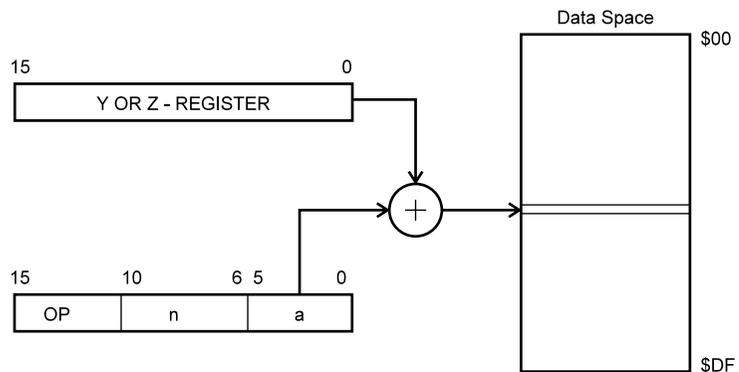 Data Space
$00
15 0
Y OR Z - REGISTER
+
15 10 6 5 0
OP n a
$DF